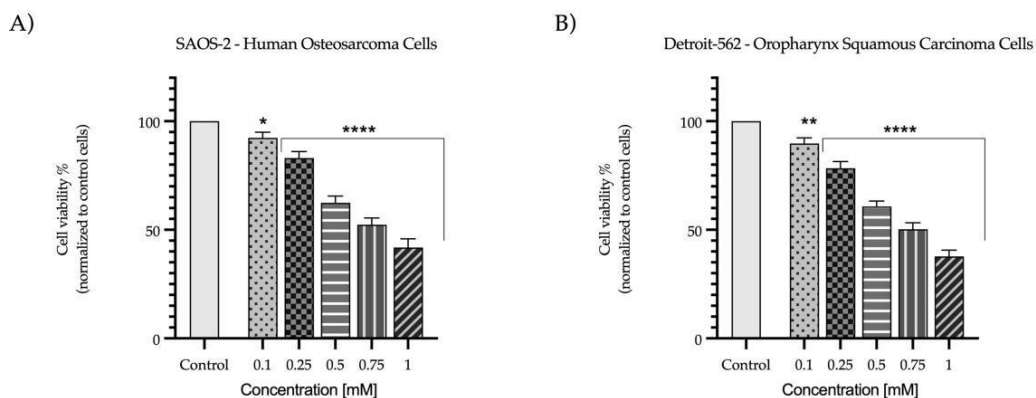 A)
SAOS-2 - Human Osteosarcoma Cells
Cell viability %
(normalized to control cells)
100
50
0
*
****
Control 0.1 0.25 0.5 0.75 1
Concentration [mM]
B)
Detroit-562 - Oropharynx Squamous Carcinoma Cells
Cell viability %
(normalized to control cells)
100
50
0
**
****
Control 0.1 0.25 0.5 0.75 1
Concentration [mM]